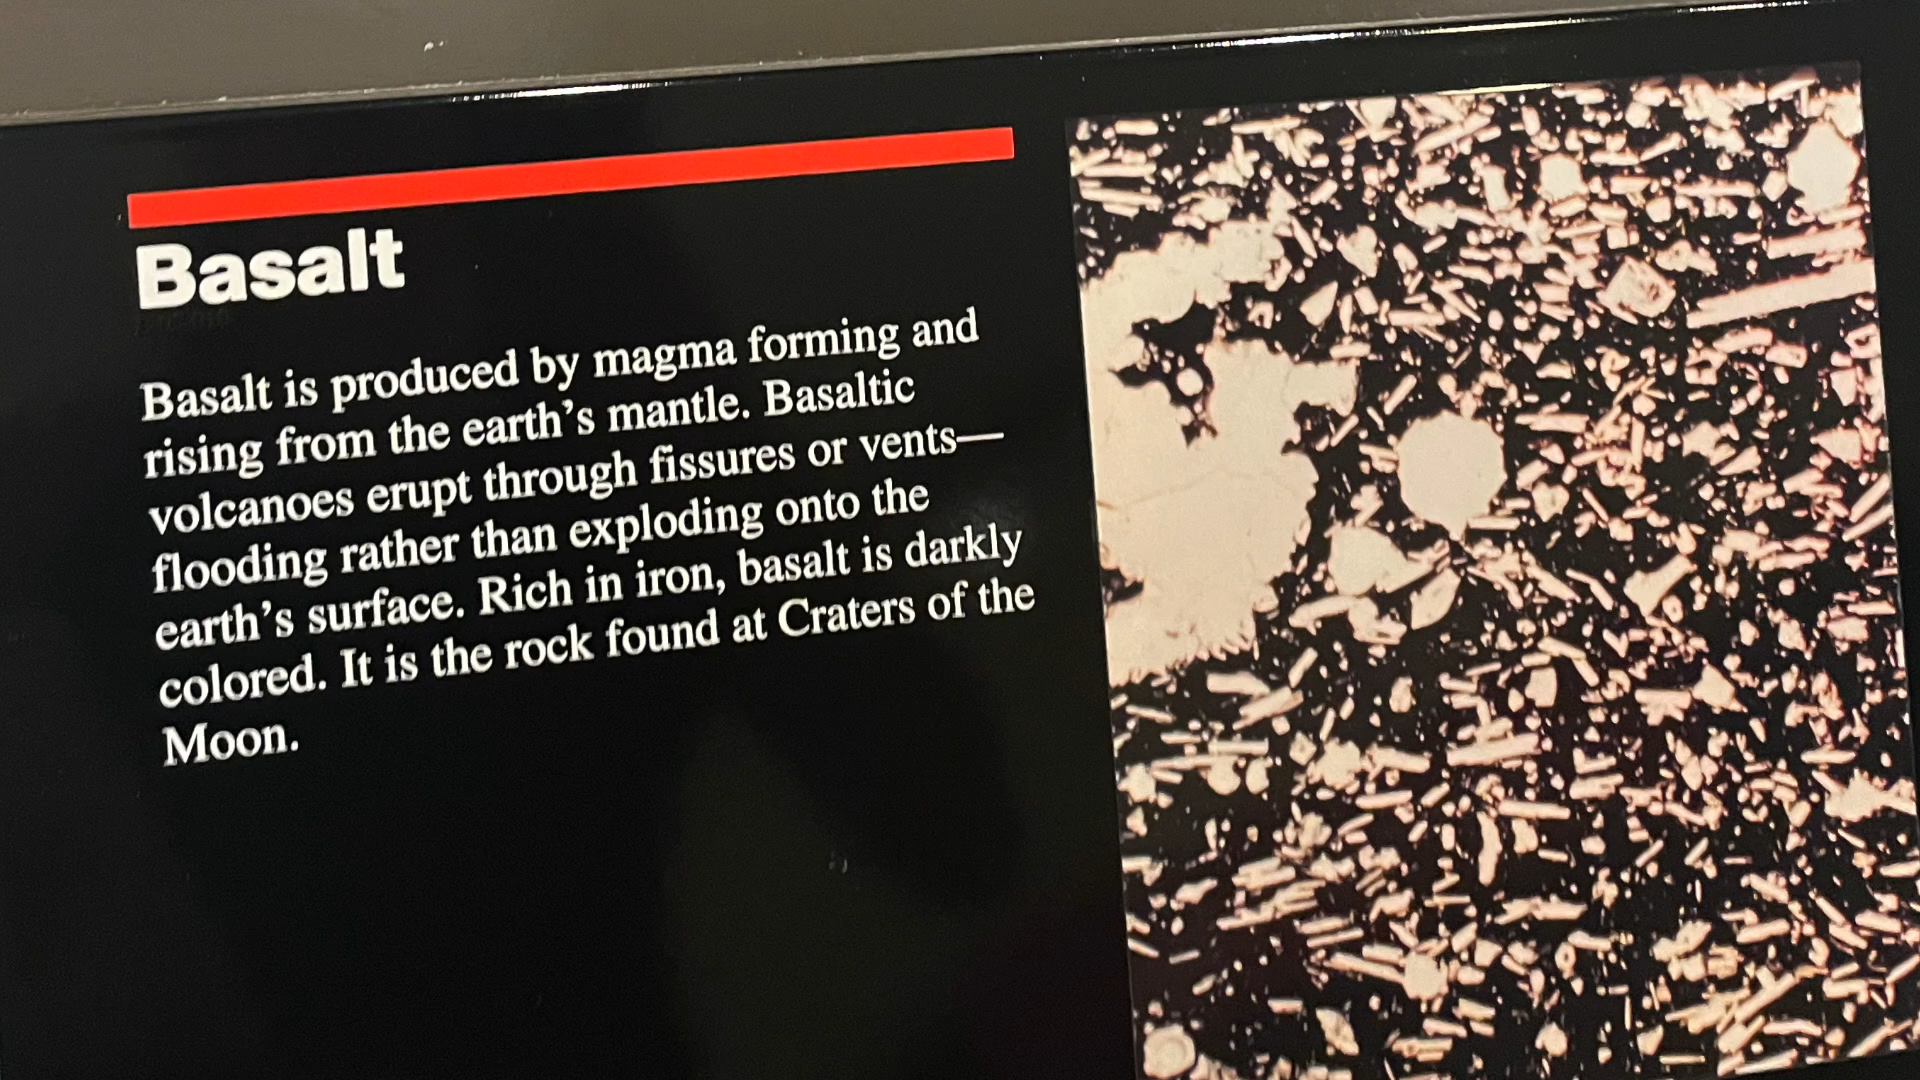 Basalt
Basalt is produced by magma forming and
rising from the earth’s mantle. Basaltic
volcanoes erupt through fissures or vents—
flooding rather than exploding onto the
earth’s surface. Rich in iron, basalt is darkly
colored. It is the rock found at Craters of the
Moon.